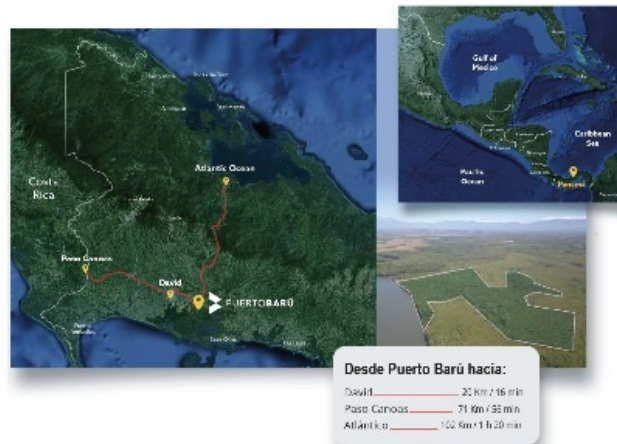 Costa
Rica
Atlantic Ocean
Paso Canoas
David
PUERTOBARÚ
Gulf of
Mexico
Caribbean
Sea
Pacific
Ocean
Panama
Desde Puerto Barú hacia:
David 20 Km / 16 min
Paso Canoas 71 Km / 56 min
Atlántico 102 Km / 1 h 20 min